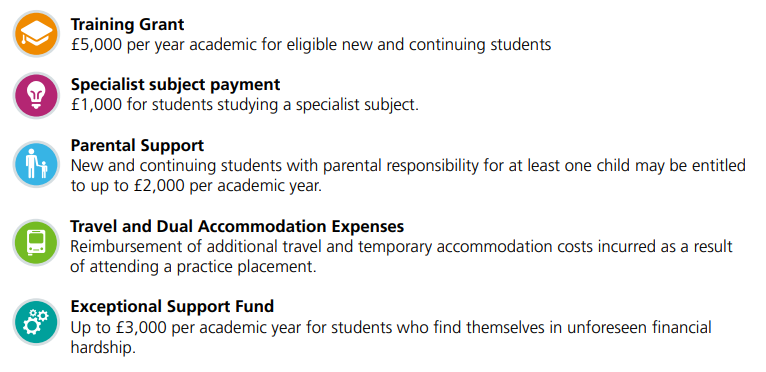 Training Grant
£5,000 per year academic for eligible new and continuing students
Specialist subject payment
£1,000 for students studying a specialist subject.
Parental Support
New and continuing students with parental responsibility for at least one child may be entitled
to up to £2,000 per academic year.
Travel and Dual Accommodation Expenses
Reimbursement of additional travel and temporary accommodation costs incurred as a result
of attending a practice placement.
Exceptional Support Fund
Up to £3,000 per academic year for students who find themselves in unforeseen financial
hardship.